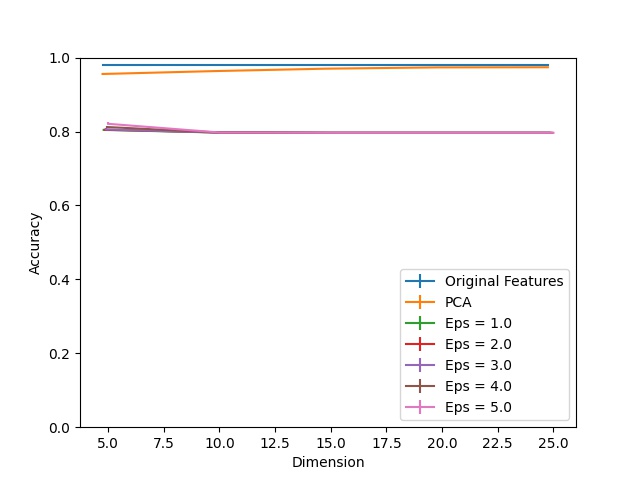 1.0
0.8
0.6
0.4
0.2
0.0
Accuracy
Original Features
PCA
Eps = 1.0
Eps = 2.0
Eps = 3.0
Eps = 4.0
Eps = 5.0
5.0 7.5 10.0 12.5 15.0 17.5 20.0 22.5 25.0
Dimension